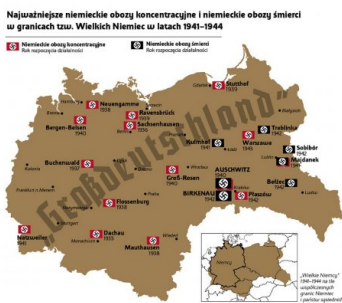 Najważniejsze niemieckie obozy koncentracyjne i niemieckie obozy śmierci
w granicach tzw. Wielkich Niemiec w latach 1941–1944
Niemieckie obozy koncentracyjne
Rok rozpoczęcia działalności
Niemieckie obozy śmierci
Rok rozpoczęcia działalności
„Großdeutschland"
Stutthof
1939
Neuengamme
1938
Ravensbrück
1939
Sachsenhausen
1936
Bergen-Belsen
1940
Treblinka
1942
Warszawa
1943
Kulmhof
Sobibór
1942
Majdanek
1941
Buchenwald
1937
Groß-Rosen
1940
AUSCHWITZ
1940
BIRKENAU
Płaszów
1942
Bełżec
1942
Flossenbürg
1938
Natzweiler
1941
Dachau
1933
Mauthausen
1938
Niemcy
„Wielkie Niemcy"
1941–1944 na tle
współczesnych
granic Niemiec
i państw sąsiednich